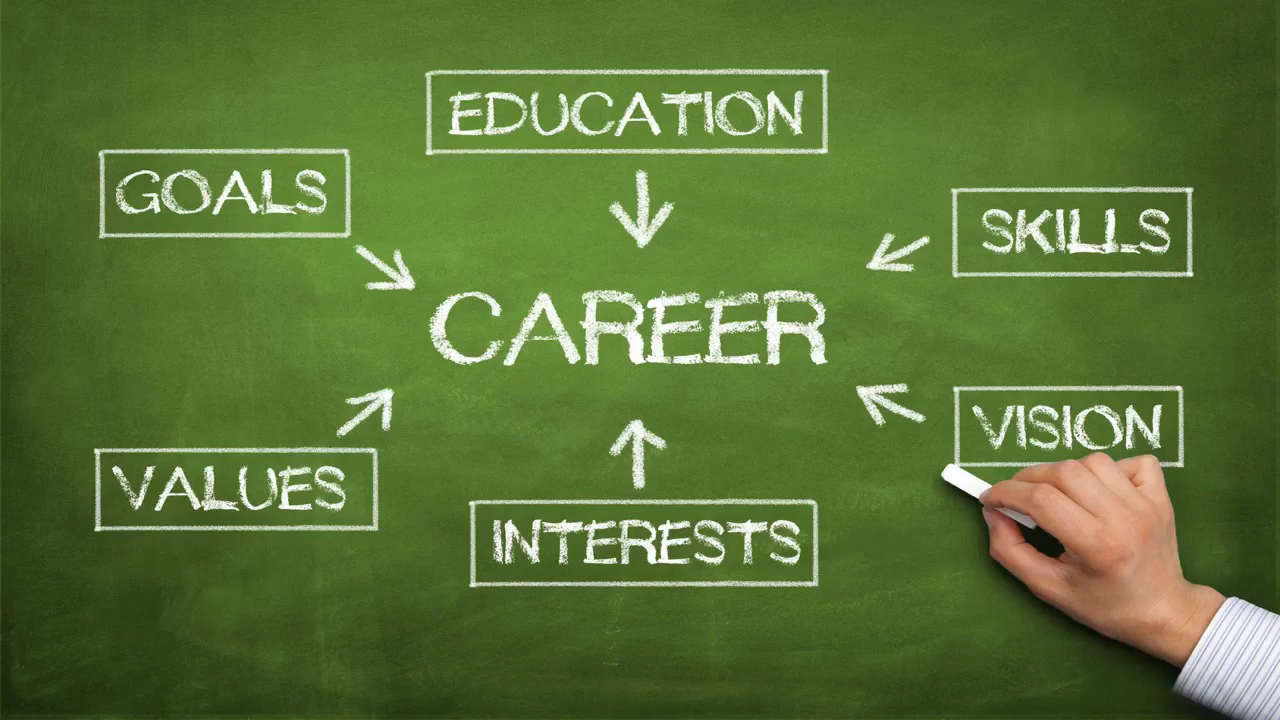 EDUCATION
GOALS
SKILLS
CAREER
VISION
VALUES
INTERESTS